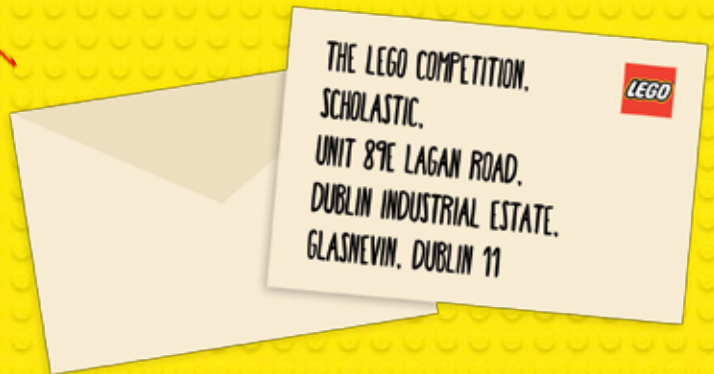 THE LEGO COMPETITION,
SCHOLASTIC,
UNIT 89E LAGAN ROAD,
DUBLIN INDUSTRIAL ESTATE,
GLASNEVIN, DUBLIN 11
LEGO